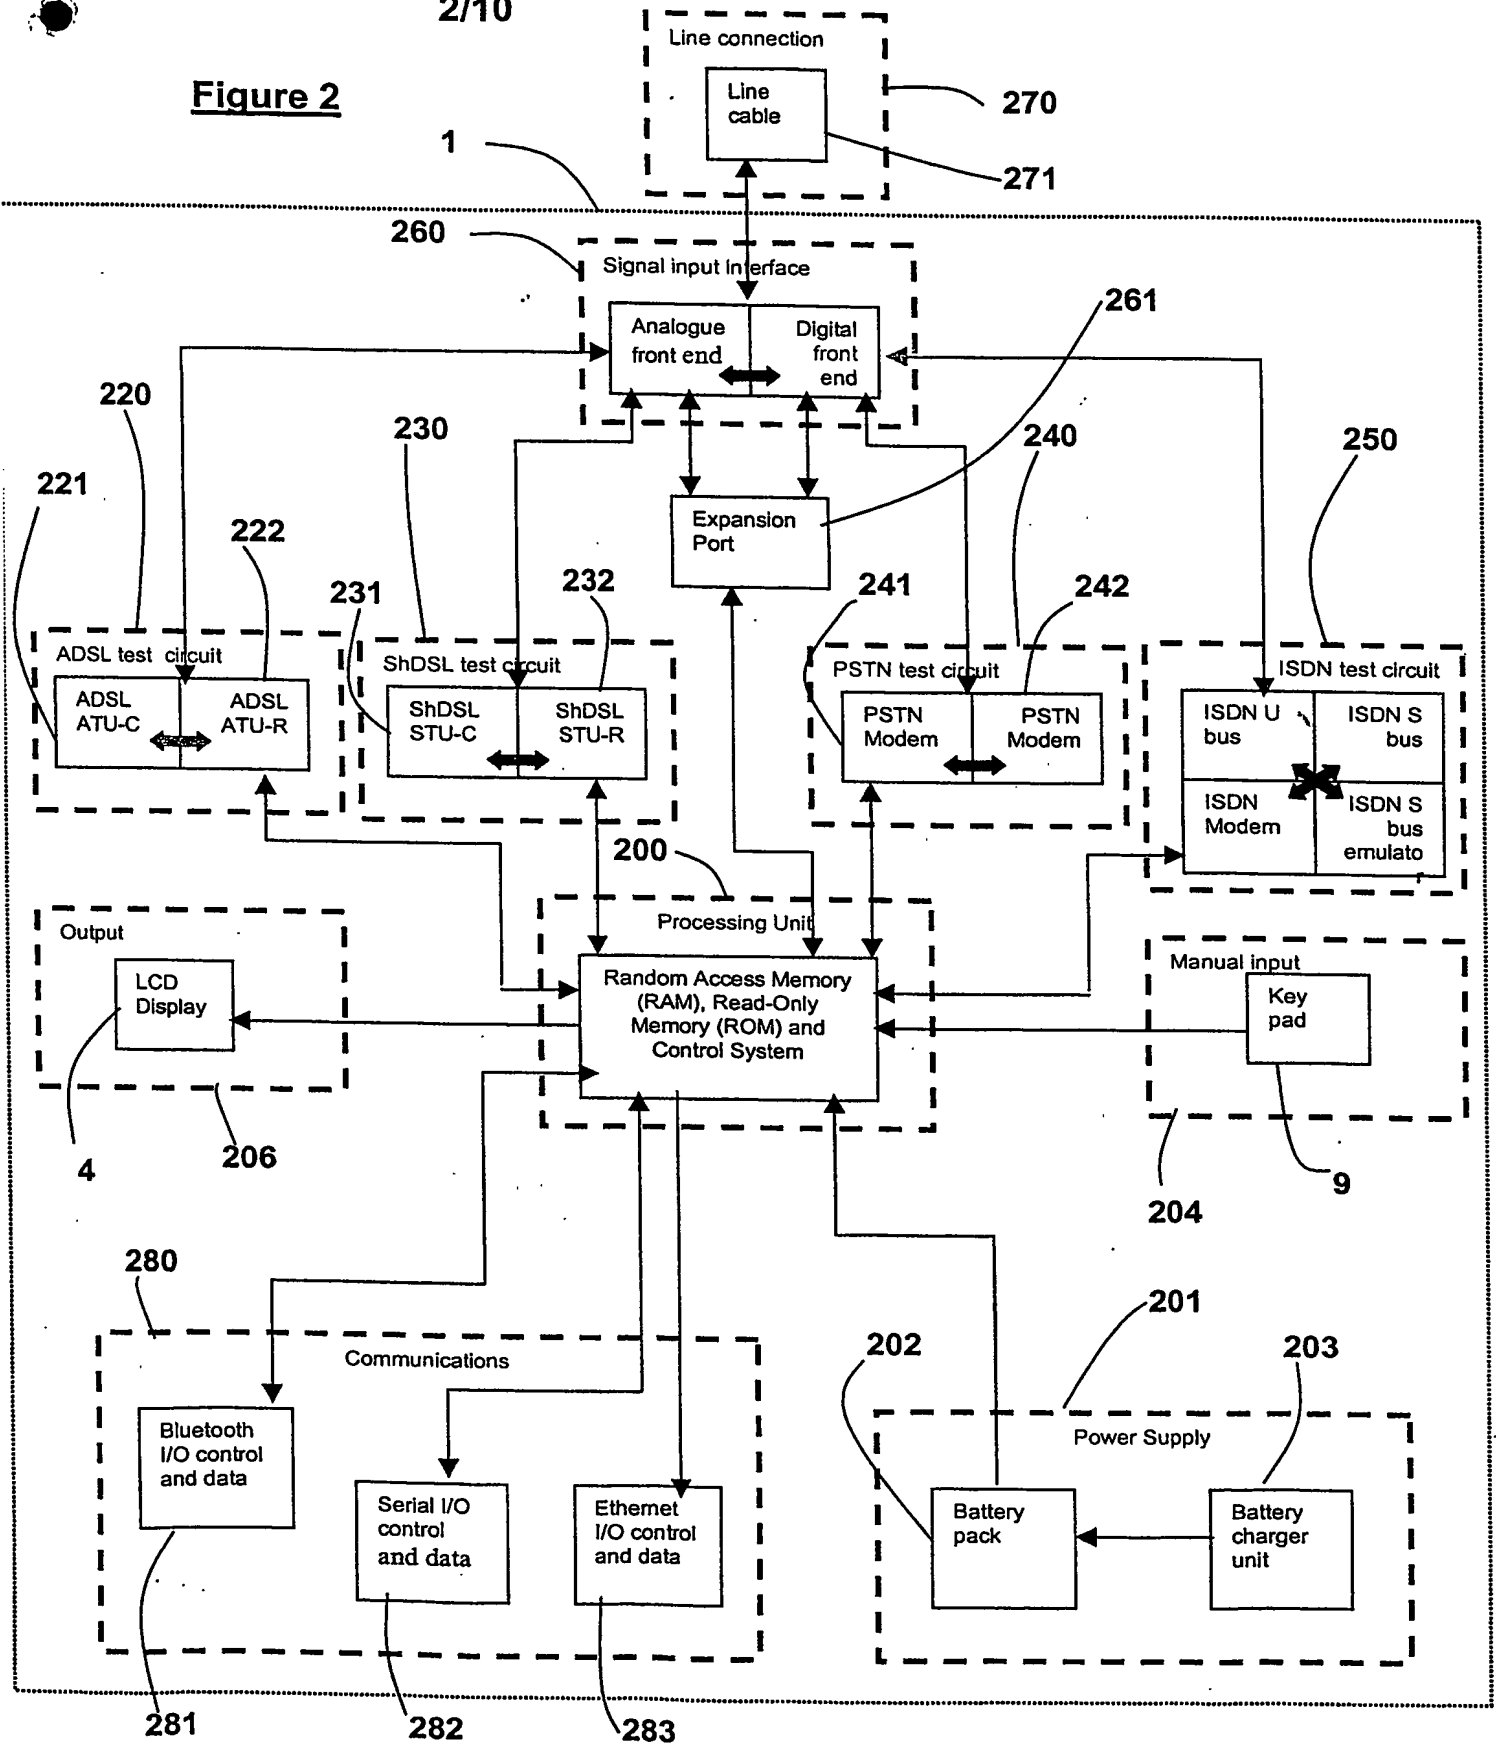 2/10
Figure 2
Line connection
Line
cable
270
271
1
260
Signal input Interface
Analogue
front end
Digital
front
end
261
220
230
240
250
221
222
231
232
Expansion
Port
241
242
ADSL test circuit
ADSL
ATU-C
ADSL
ATU-R
ShDSL test circuit
ShDSL
STU-C
ShDSL
STU-R
PSTN test circuit
PSTN
Modem
PSTN
Modem
ISDN test circuit
ISDN U
bus
ISDN S
bus
ISDN
Modem
ISDN S
bus
emulato
200
Processing Unit
Random Access Memory
(RAM), Read-Only
Memory (ROM) and
Control System
Output
LCD
Display
4
206
Manual input
Key
pad
9
204
280
Communications
Bluetooth
I/O control
and data
Serial I/O
control
and data
Ethernet
I/O control
and data
281
282
283
201
202
203
Power Supply
Battery
pack
Battery
charger
unit